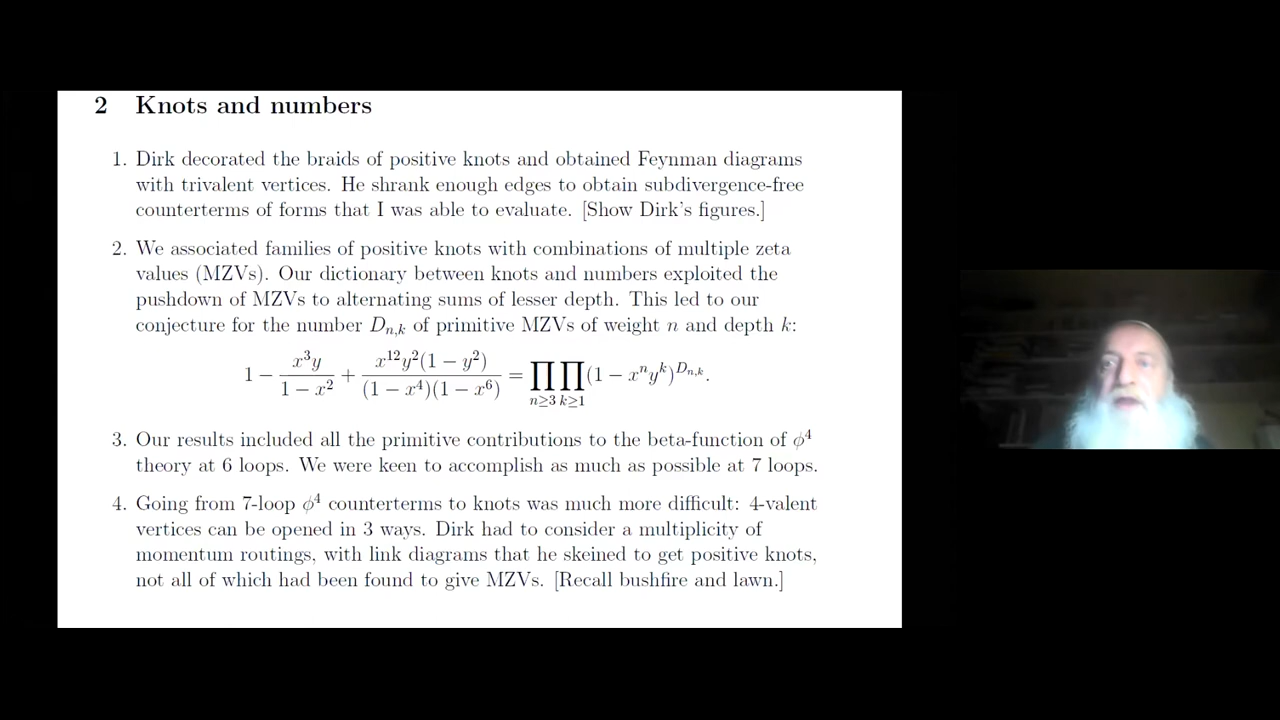 2 Knots and numbers
1. Dirk decorated the braids of positive knots and obtained Feynman diagrams
with trivalent vertices. He shrank enough edges to obtain subdivergence-free
counterterms of forms that I was able to evaluate. [Show Dirk's figures.]
2. We associated families of positive knots with combinations of multiple zeta
values (MZVs). Our dictionary between knots and numbers exploited the
pushdown of MZVs to alternating sums of lesser depth. This led to our
conjecture for the number D_{n,k} of primitive MZVs of weight n and depth k:
1 − \frac{x^3 y}{1 − x^2} + \frac{x^{12} y^2 (1 − y^2)}{(1 − x^4)(1 − x^6)} = \prod_{n≥3} \prod_{k≥1} (1 − x^n y^k)^{D_{n,k}}.
3. Our results included all the primitive contributions to the beta-function of ϕ^4
theory at 6 loops. We were keen to accomplish as much as possible at 7 loops.
4. Going from 7-loop ϕ^4 counterterms to knots was much more difficult: 4-valent
vertices can be opened in 3 ways. Dirk had to consider a multiplicity of
momentum routings, with link diagrams that he skeined to get positive knots,
not all of which had been found to give MZVs. [Recall bushfire and lawn.]